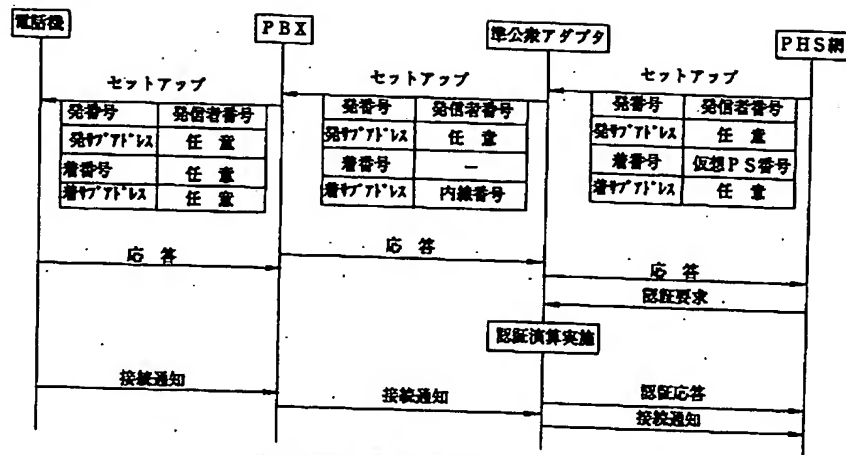 電話機
PBX
準公衆アダプタ
PHS網
セットアップ
発番号 発信者番号
発サブアドレス 任意
着番号 任意
着サブアドレス 任意
セットアップ
発番号 発信者番号
発サブアドレス 任意
着番号 －
着サブアドレス 内線番号
セットアップ
発番号 発信者番号
発サブアドレス 任意
着番号 仮想PS番号
着サブアドレス 任意
応答
応答
応答
認証要求
認証演算実施
接続通知
接続通知
認証応答
接続通知